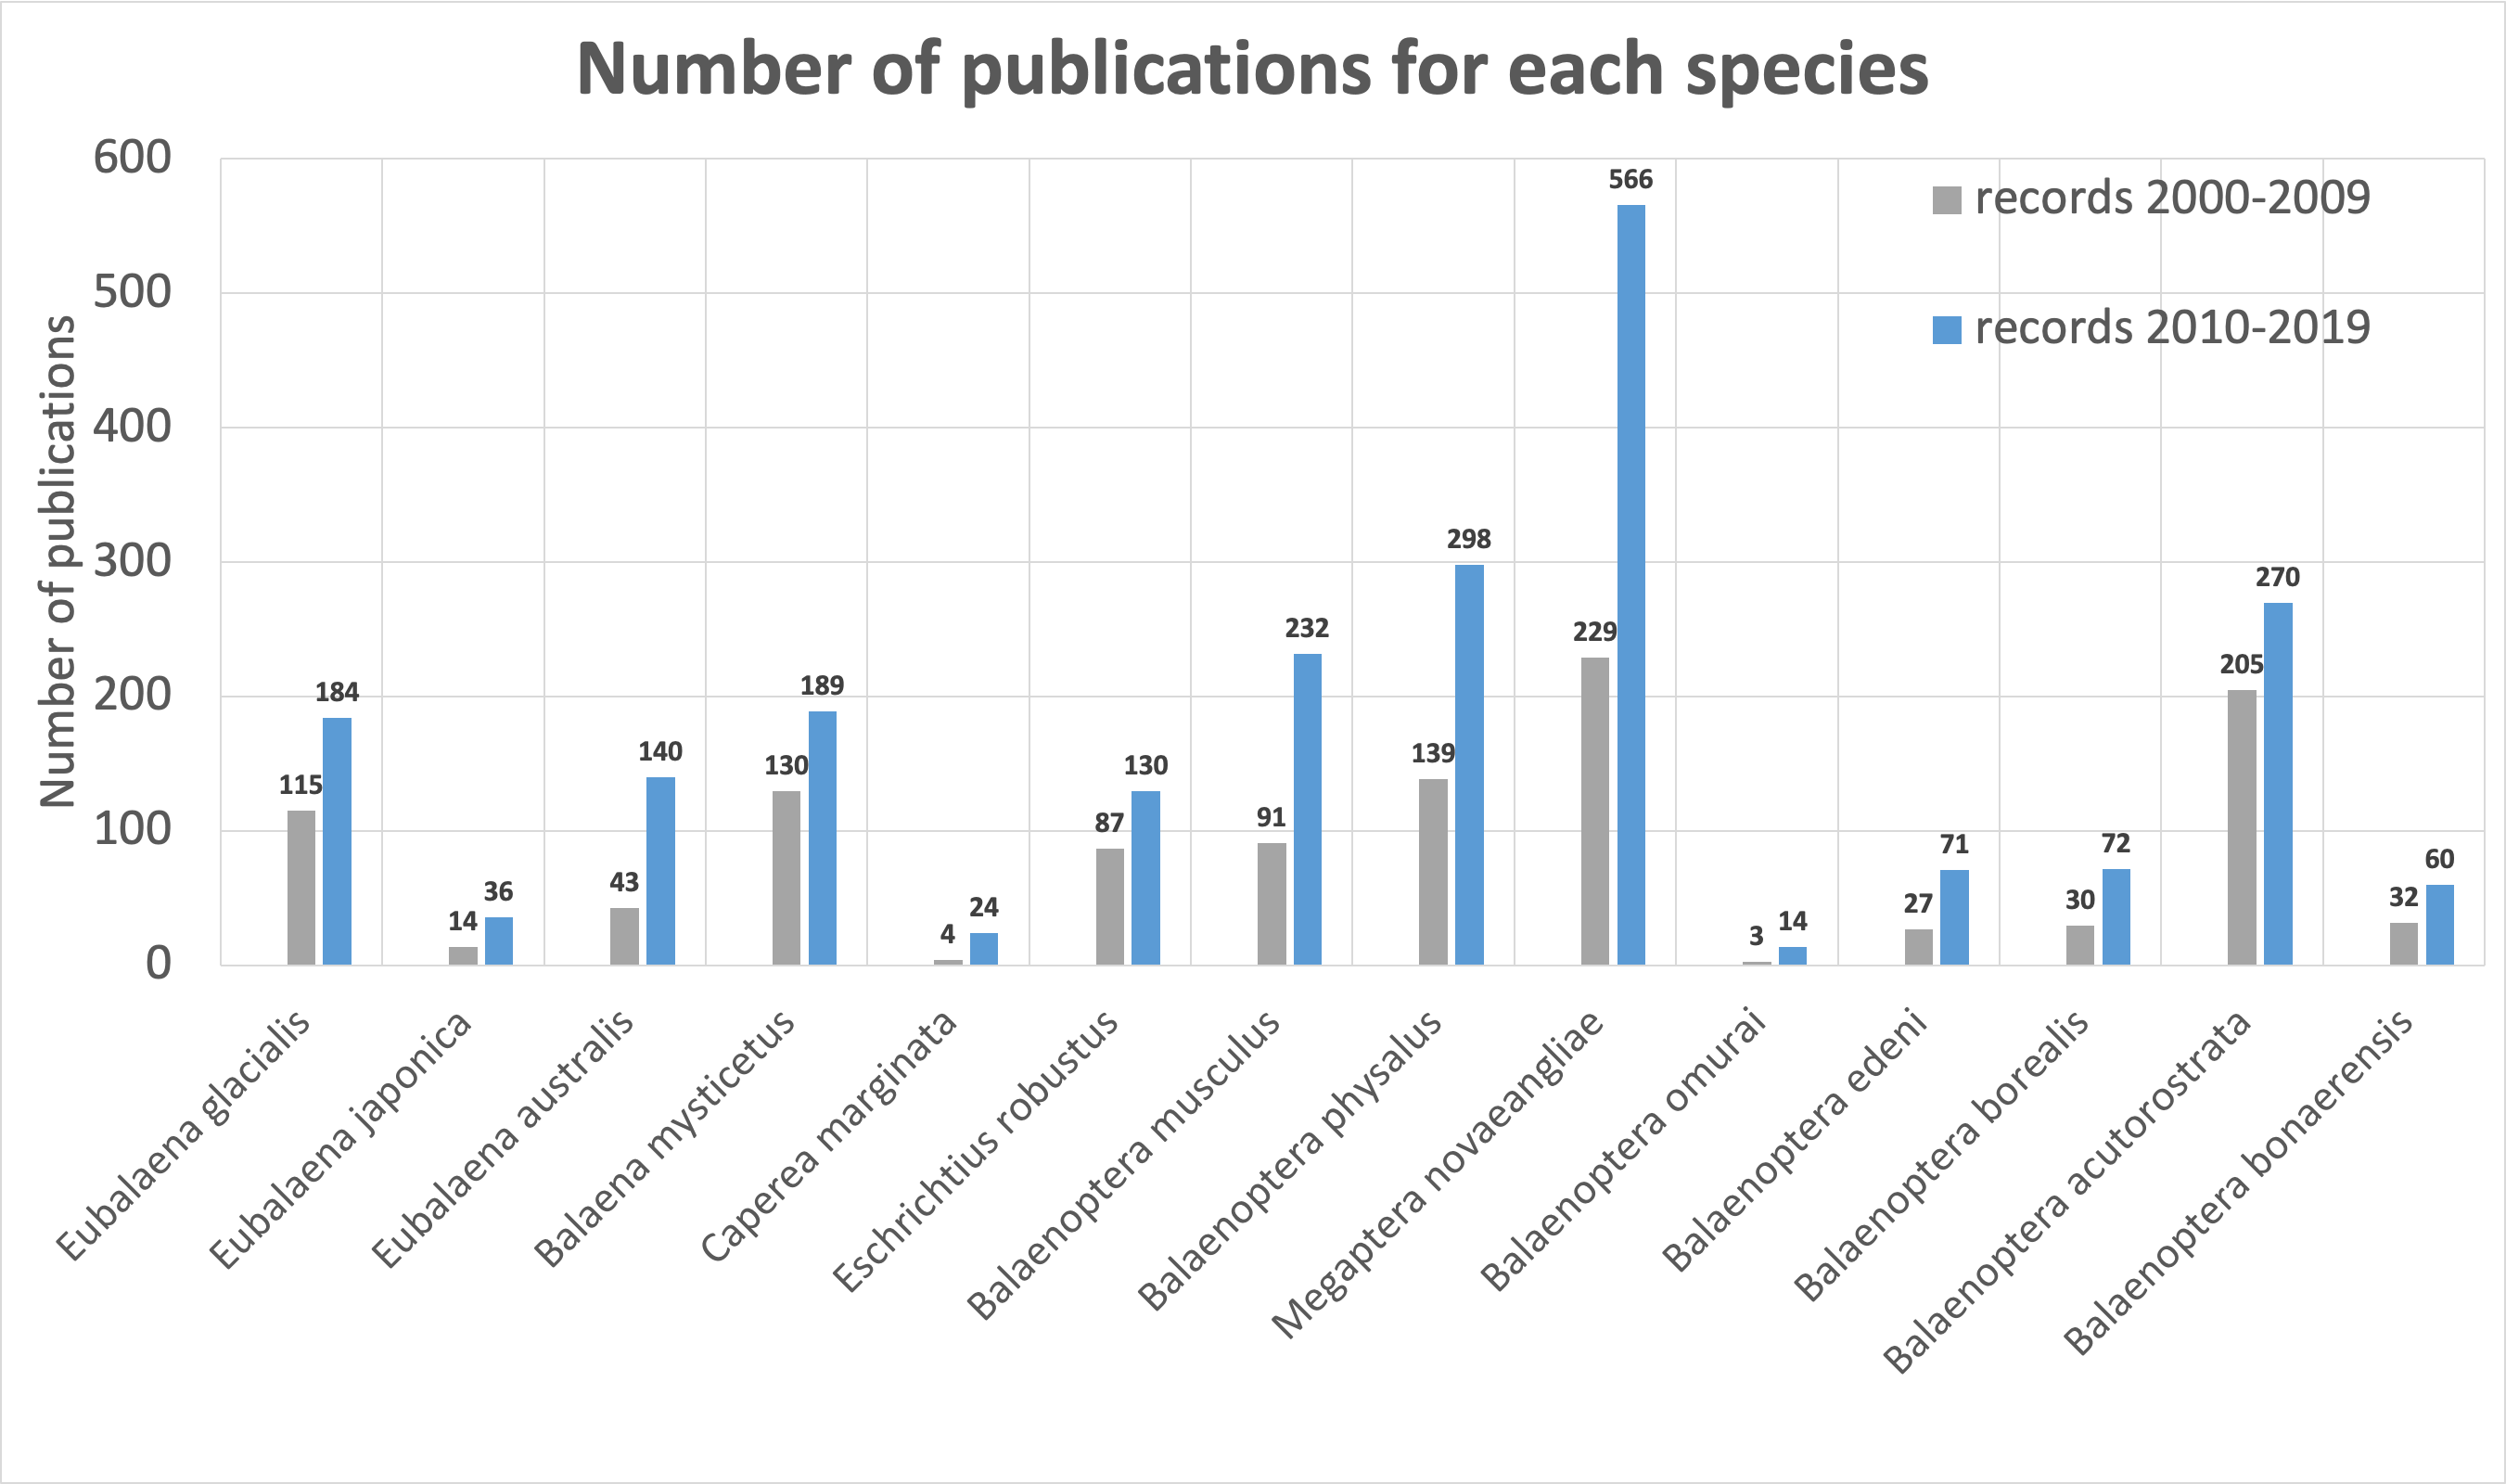 Number of publications for each species
Number of publications
600
500
400
300
200
100
0
records 2000-2009
records 2010-2019
115
184
14
36
43
140
130
189
4
24
87
130
91
232
139
298
229
566
3
14
27
71
30
72
205
270
32
60
Eubalaena glacialis
Eubalaena japonica
Eubalaena australis
Balaena mysticetus
Caperea marginata
Eschrichtius robustus
Balaenoptera musculus
Balaenoptera physalus
Megaptera novaeangliae
Balaenoptera omurai
Balaenoptera edeni
Balaenoptera borealis
Balaenoptera acutorostrata
Balaenoptera bonaerensis